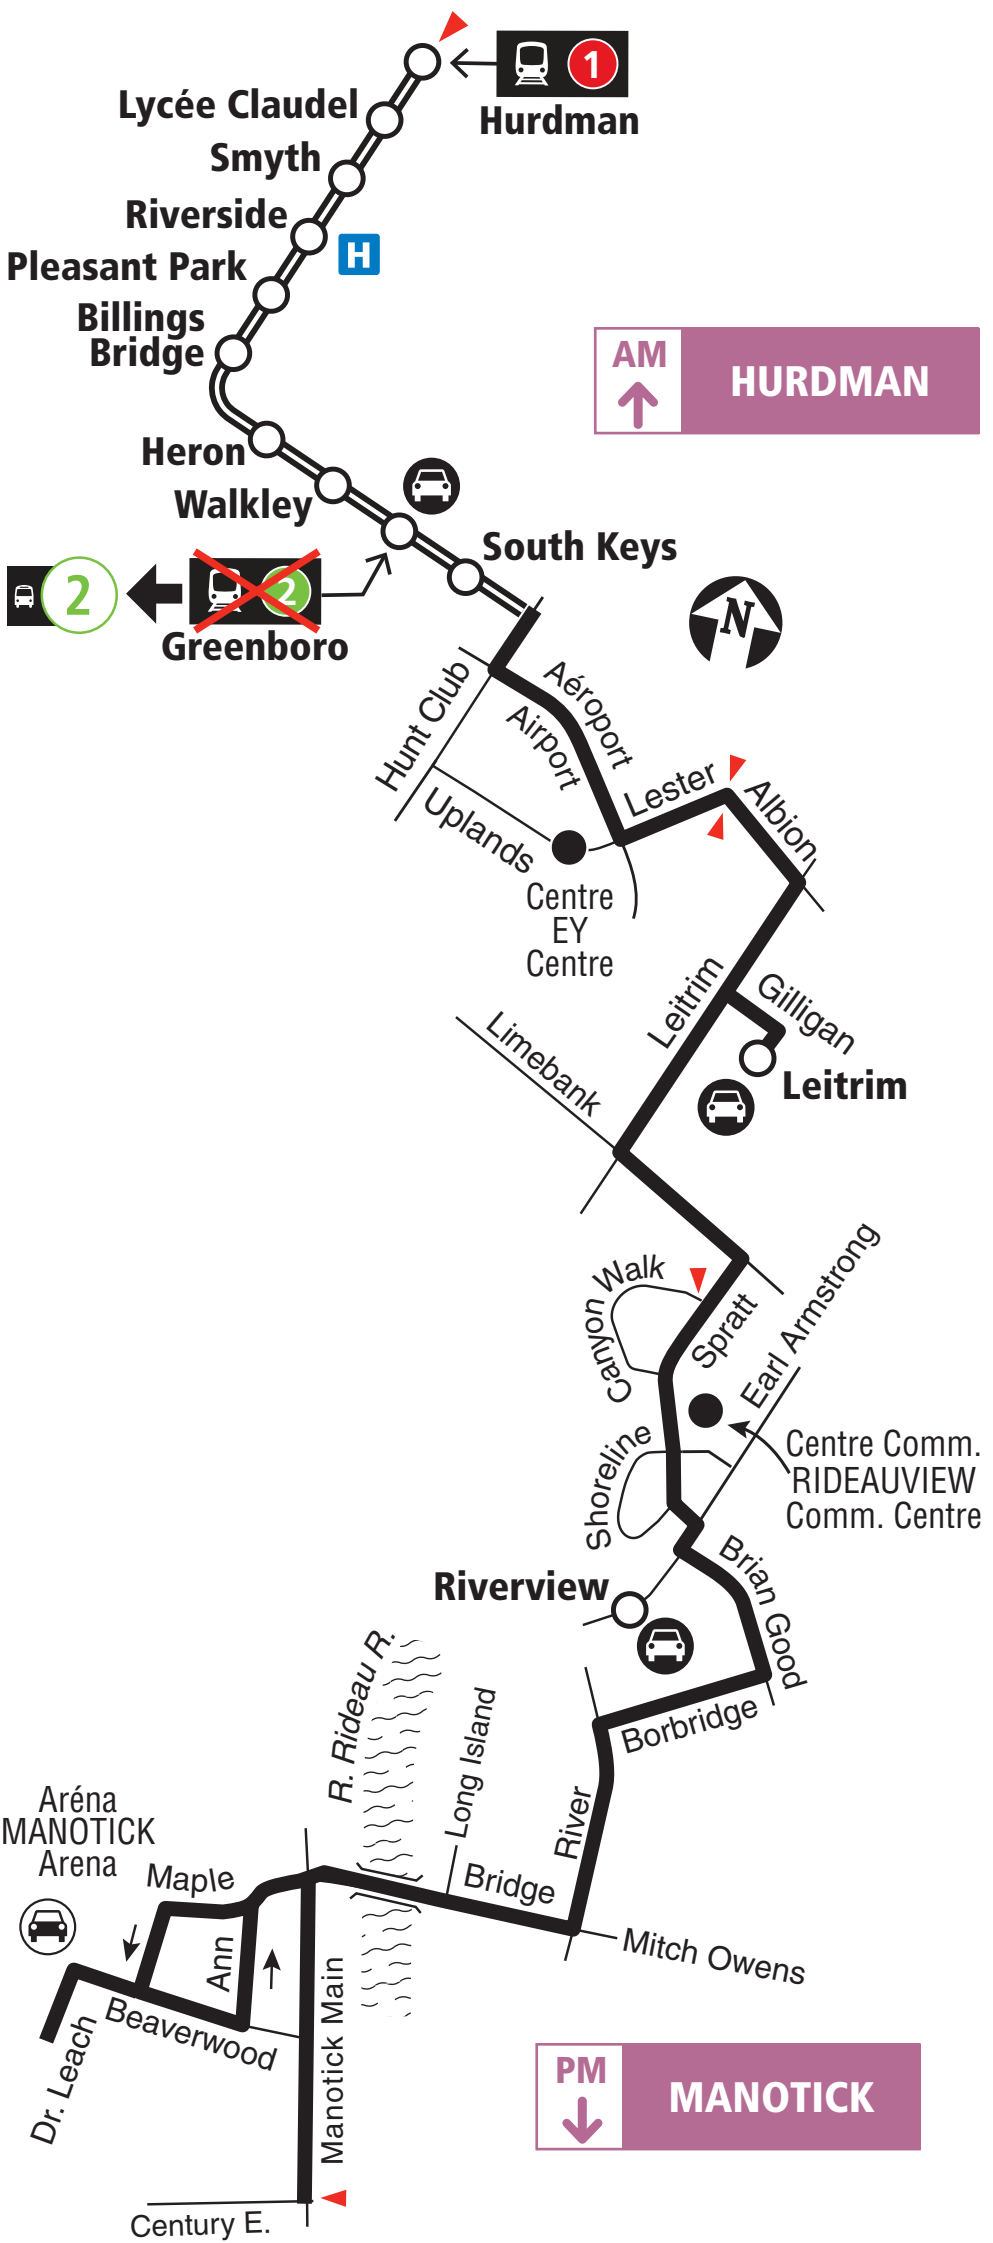 1
Hurdman
Lycée Claudel
Smyth
Riverside
H
Pleasant Park
Billings
Bridge
AM
HURDMAN
Heron
Walkley
South Keys
2
2
Greenboro
N
Hunt Club
Aéroport
Airport
Uplands
Lester
Albion
Centre
EY
Centre
Leitrim
Gilligan
Limebank
Leitrim
Canyon Walk
Spratt
Earl Armstrong
Shoreline
Centre Comm.
RIDEAUVIEW
Comm. Centre
Brian Good
Riverview
R. Rideau R.
Long Island
Borbridge
River
Aréna
MANOTICK
Arena
Maple
Bridge
Mitch Owens
Ann
Beaverwood
Dr. Leach
Manotick Main
PM
MANOTICK
Century E.